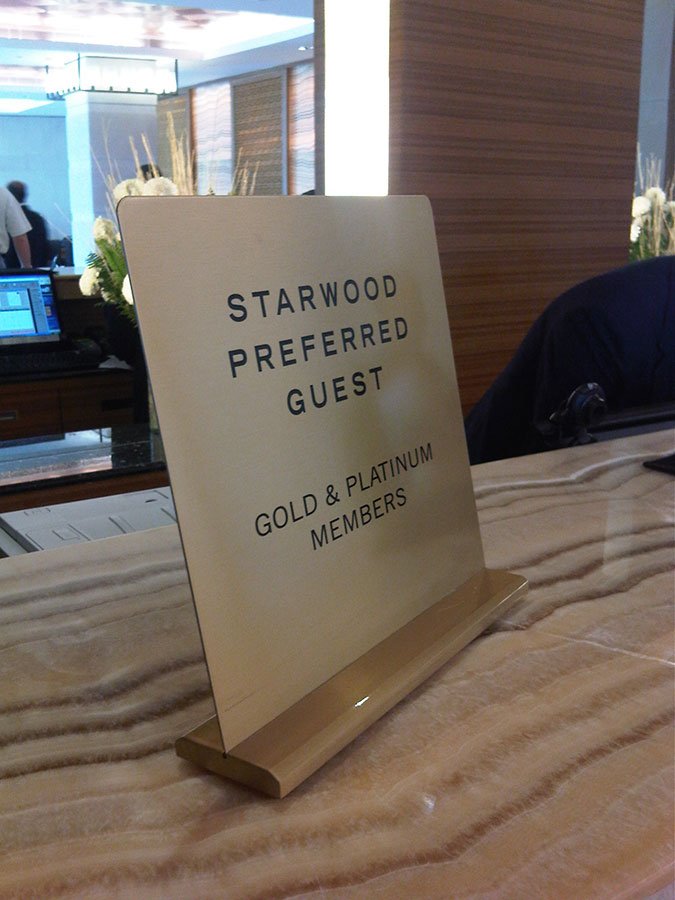 STARWOOD
PREFERRED
GUEST
GOLD & PLATINUM
MEMBERS